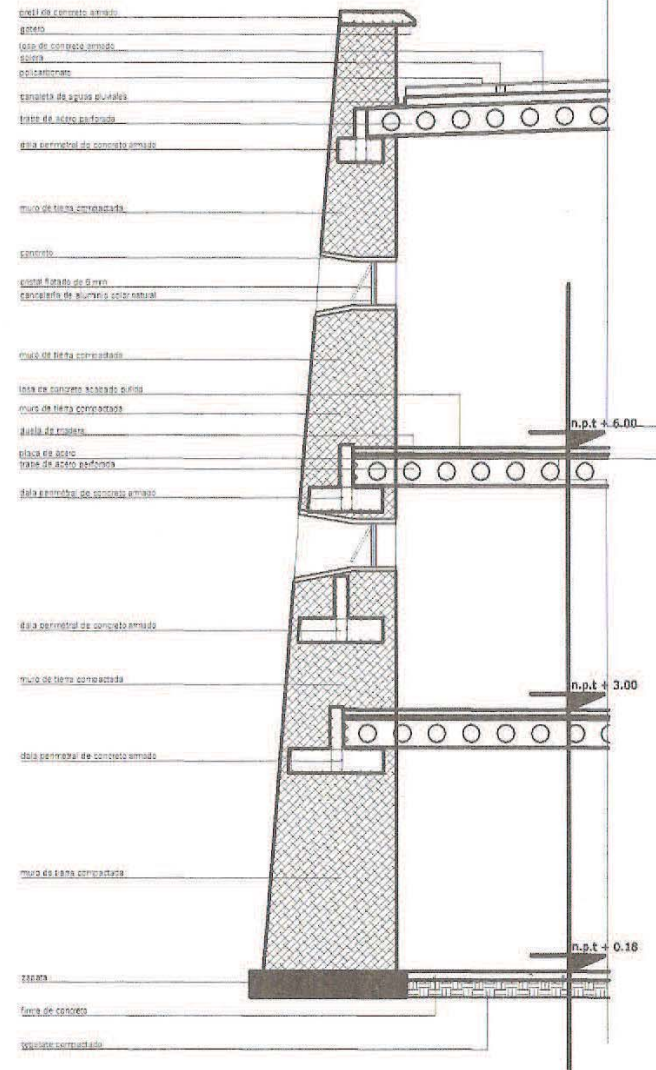 pretil de concreto armado
gotero
losa de concreto armado
solera
policarbonato
canaleta de aguas pluviales
trabe de acero perforada
dala perimetral de concreto armado
muro de tierra compactada
concreto
cristal flotado de 6 mm
cancelería de aluminio color natural
muro de tierra compactada
losa de concreto acabado pulido
muro de tierra compactada
duela de madera
n.p.t + 6.00
placa de acero
trabe de acero perforada
dala perimetral de concreto armado
dala perimetral de concreto armado
muro de tierra compactada
n.p.t + 3.00
dala perimetral de concreto armado
muro de tierra compactada
n.p.t + 0.18
zapata
firme de concreto
tepetate compactado